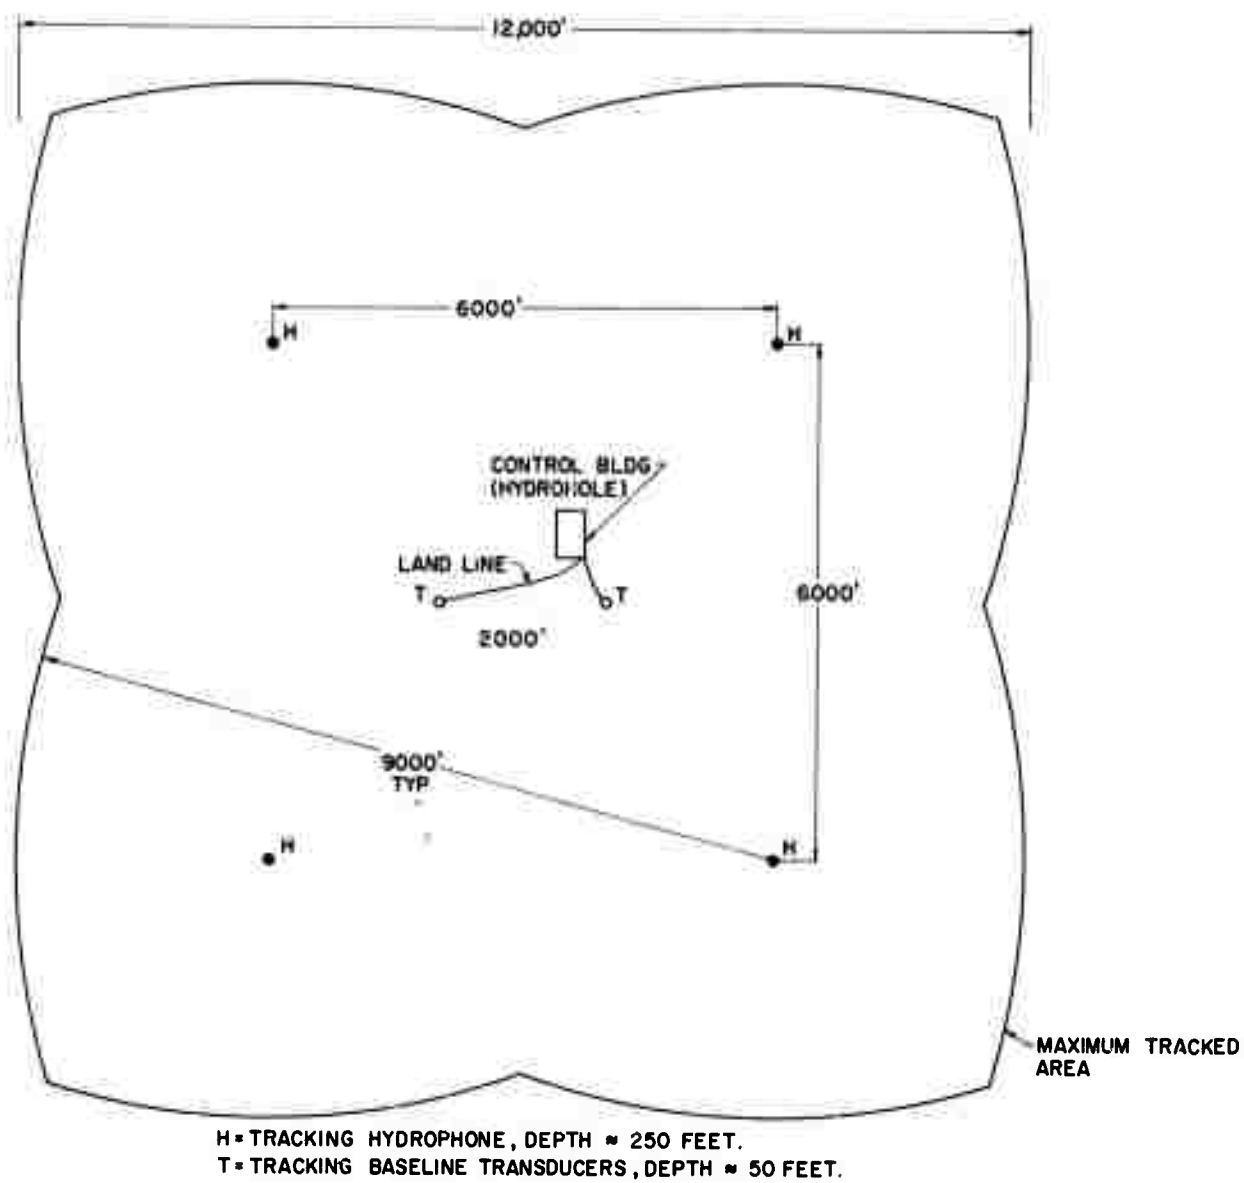 12,000'
6000'
H
H
CONTROL BLDG
(HYDROHOLE)
LAND LINE
T
T
6000'
2000'
9000'
TYP
H
H
MAXIMUM TRACKED
AREA
H = TRACKING HYDROPHONE, DEPTH ≈ 250 FEET.
T = TRACKING BASELINE TRANSDUCERS, DEPTH ≈ 50 FEET.